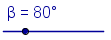 β = 80°